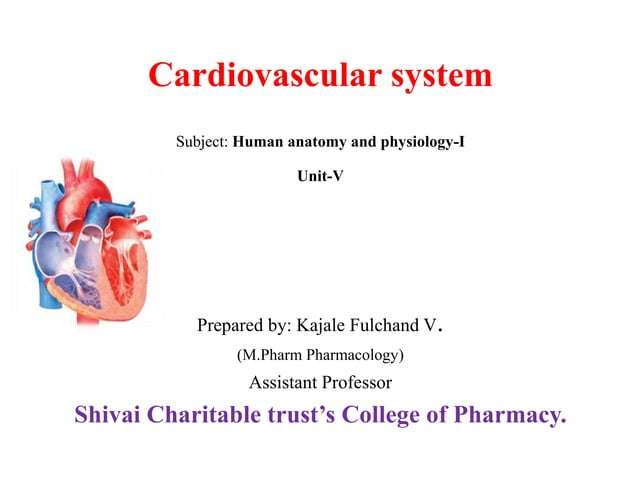 Cardiovascular system
Subject: Human anatomy and physiology-I
Unit-V
Prepared by: Kajale Fulchand V.
(M.Pharm Pharmacology)
Assistant Professor
Shivai Charitable trust’s College of Pharmacy.